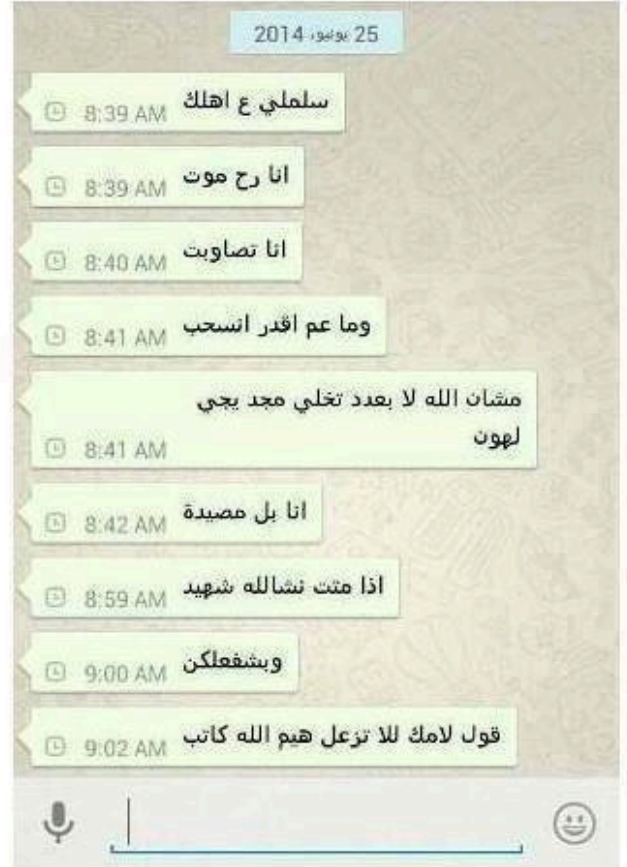 25 يونيو، 2014
سلملي ع اهلك
8:39 AM
انا رح موت
8:39 AM
انا تصاوبت
8:40 AM
وما عم اقدر انسحب
8:41 AM
مشان الله لا بعدد تخلي مجد يجي
لهون
8:41 AM
انا بل مصيدة
8:42 AM
اذا متت نشالله شهيد
8:59 AM
وبشفعلكن
9:00 AM
قول لامك للا تزعل هيم الله كاتب
9:02 AM